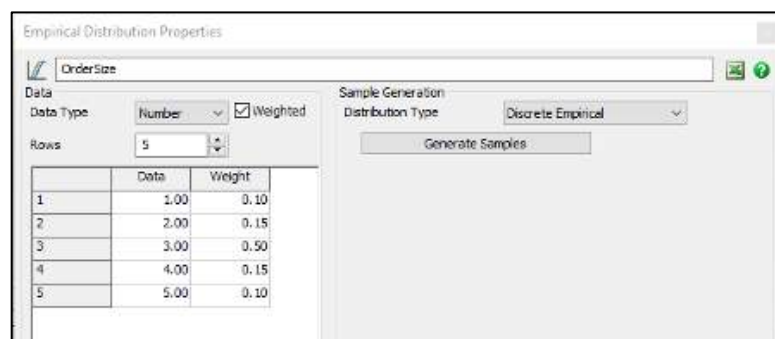 Empirical Distribution Properties
OrderSize
Data
Sample Generation
Data Type Number Weighted
Distribution Type Discrete Empirical
Rows 5
Generate Samples
Data Weight
1 1.00 0.10
2 2.00 0.15
3 3.00 0.50
4 4.00 0.15
5 5.00 0.10